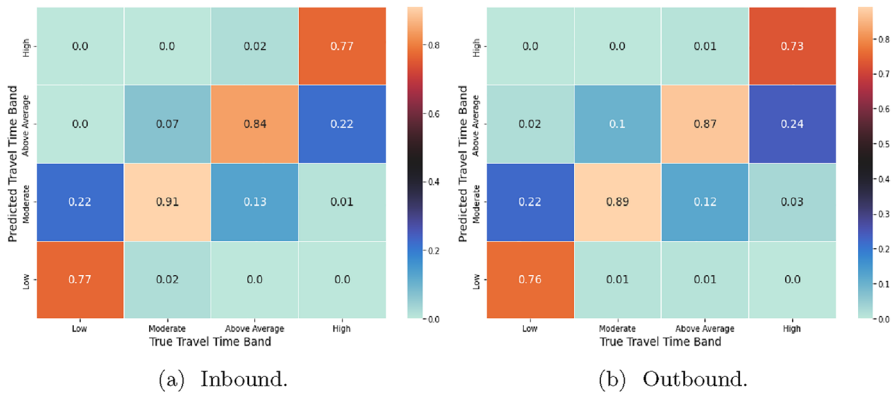 High 0.0 0.0 0.02 0.77
Above Average 0.0 0.07 0.84 0.22
Moderate 0.22 0.91 0.13 0.01
Low 0.77 0.02 0.0 0.0
Predicted Travel Time Band
Low Moderate Above Average High
True Travel Time Band
0.8
0.6
0.4
0.2
0.0
(a) Inbound.
High 0.0 0.0 0.01 0.73
Above Average 0.02 0.1 0.87 0.24
Moderate 0.22 0.89 0.12 0.03
Low 0.76 0.01 0.01 0.0
Predicted Travel Time Band
Low Moderate Above Average High
True Travel Time Band
0.8
0.7
0.6
0.5
0.4
0.3
0.2
0.1
0.0
(b) Outbound.